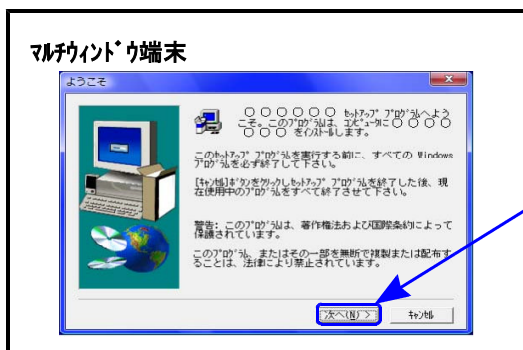 ﾏﾙﾁｳｨﾝﾄﾞｳ端末
ようこそ
○○○○○○ ｾｯﾄｱｯﾌﾟ ﾌﾟﾛｸﾞﾗﾑへよう
こそ。このﾌﾟﾛｸﾞﾗﾑは、ｺﾝﾋﾟｭｰﾀに○○○○
○○○ をｲﾝｽﾄｰﾙします。
このｾｯﾄｱｯﾌﾟ ﾌﾟﾛｸﾞﾗﾑを実行する前に、すべての Windows
ﾌﾟﾛｸﾞﾗﾑを必ず終了して下さい。
[ｷｬﾝｾﾙ]ﾎﾞﾀﾝをｸﾘｯｸしｾｯﾄｱｯﾌﾟ ﾌﾟﾛｸﾞﾗﾑを終了した後、現
在使用中のﾌﾟﾛｸﾞﾗﾑをすべて終了させて下さい。
警告: このﾌﾟﾛｸﾞﾗﾑは、著作権法および国際条約によって
保護されています。
このﾌﾟﾛｸﾞﾗﾑ、またはその一部を無断で複製または配布す
ることは、法律により禁止されています。
次へ(N) >
ｷｬﾝｾﾙ